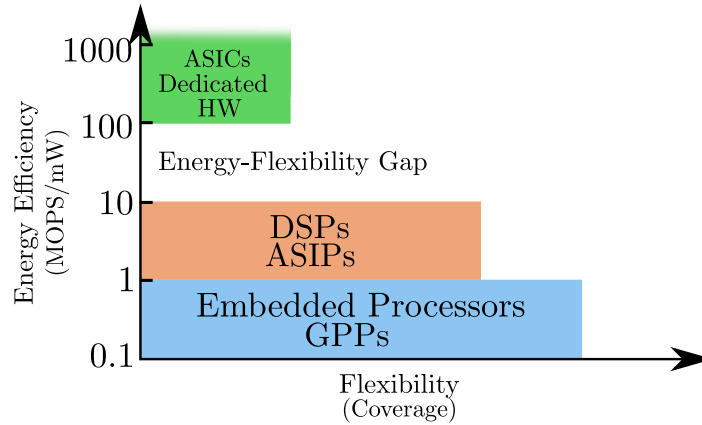 1000
ASICs
Dedicated
HW
100
Energy-Flexibility Gap
Energy Efficiency
(MOPS/mW)
10
DSPs
ASIPs
1
Embedded Processors
GPPs
0.1
Flexibility
(Coverage)